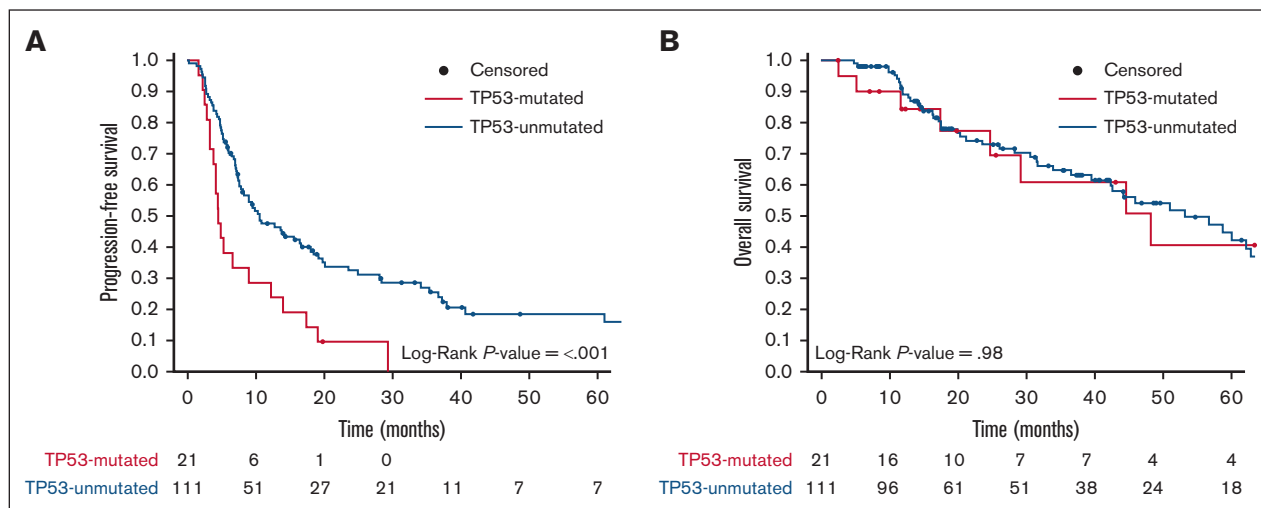 A
Progression-free survival
1.0
0.9
0.8
0.7
0.6
0.5
0.4
0.3
0.2
0.1
0.0
Censored
TP53-mutated
TP53-unmutated
Log-Rank P-value = <.001
0 10 20 30 40 50 60
Time (months)
TP53-mutated 21 6 1 0
TP53-unmutated 111 51 27 21 11 7 7
B
Overall survival
1.0
0.9
0.8
0.7
0.6
0.5
0.4
0.3
0.2
0.1
0.0
Censored
TP53-mutated
TP53-unmutated
Log-Rank P-value = .98
0 10 20 30 40 50 60
Time (months)
TP53-mutated 21 16 10 7 7 4 4
TP53-unmutated 111 96 61 51 38 24 18